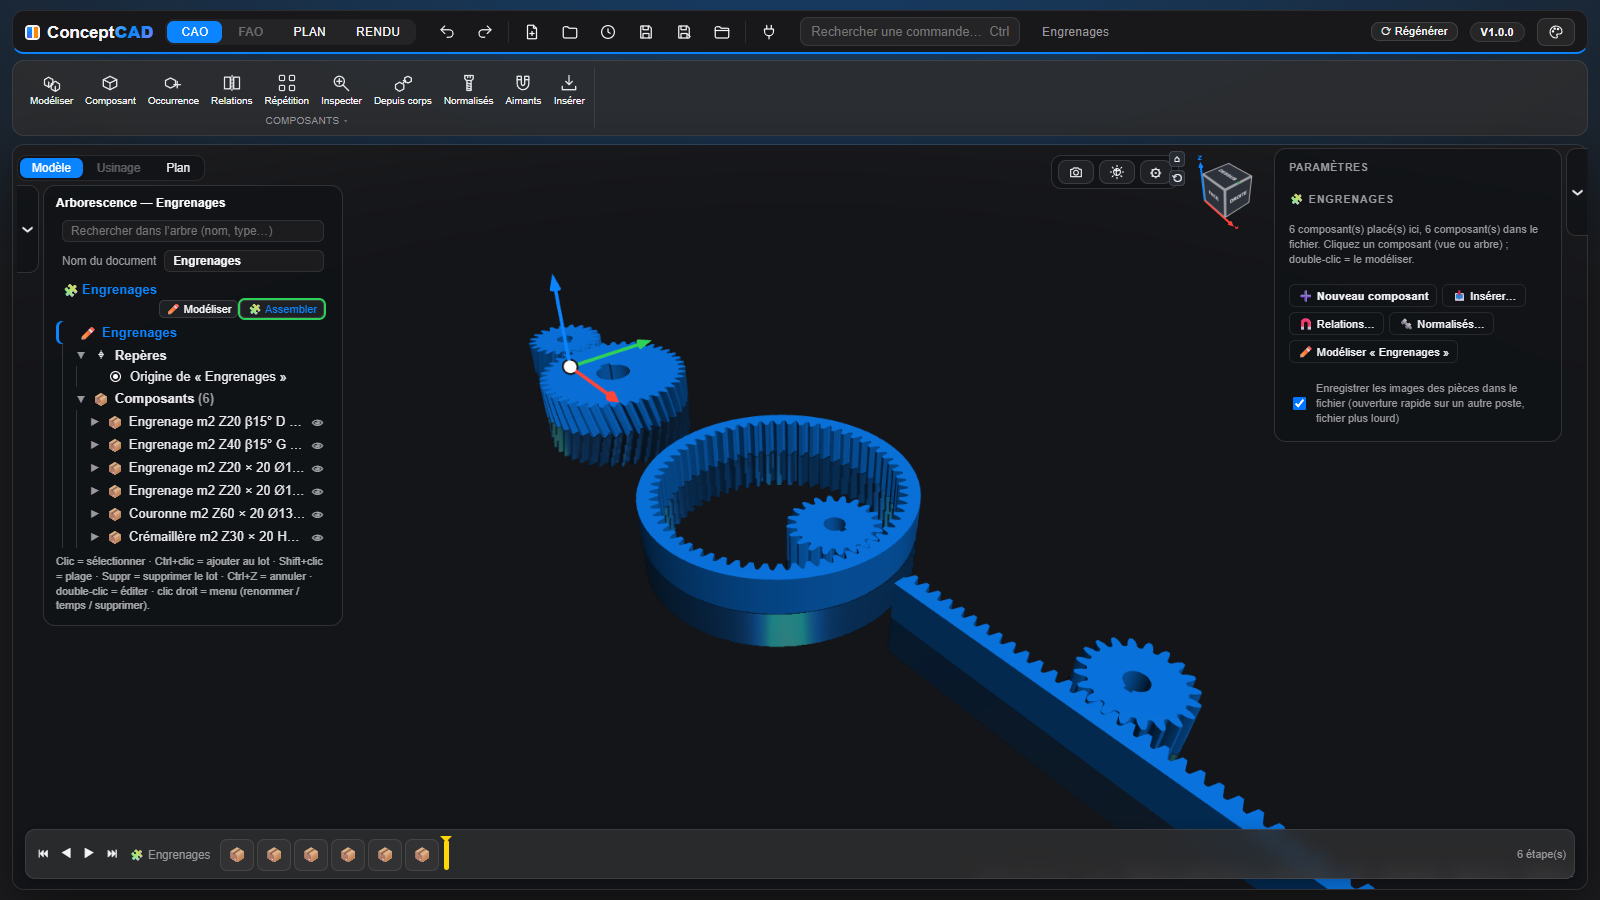 ConceptCAD
CAO FAO PLAN RENDU
Rechercher une commande… Ctrl
Engrenages
Régénérer
V1.0.0
Modéliser Composant Occurrence Relations Répétition Inspecter Depuis corps Normalisés Aimants Insérer
COMPOSANTS
Modèle Usinage Plan
Arborescence — Engrenages
Rechercher dans l'arbre (nom, type…)
Nom du document Engrenages
Engrenages
Modéliser Assembler
Engrenages
Repères
Origine de « Engrenages »
Composants (6)
Engrenage m2 Z20 β15° D …
Engrenage m2 Z40 β15° G …
Engrenage m2 Z20 × 20 Ø1…
Engrenage m2 Z20 × 20 Ø1…
Couronne m2 Z60 × 20 Ø13…
Crémaillère m2 Z30 × 20 H…
Clic = sélectionner · Ctrl+clic = ajouter au lot · Shift+clic
= plage · Suppr = supprimer le lot · Ctrl+Z = annuler ·
double-clic = éditer · clic droit = menu (renommer /
temps / supprimer).
Z
PARAMÈTRES
ENGRENAGES
6 composant(s) placé(s) ici, 6 composant(s) dans le
fichier. Cliquez un composant (vue ou arbre) ;
double-clic = le modéliser.
Nouveau composant Insérer…
Relations… Normalisés…
Modéliser « Engrenages »
Enregistrer les images des pièces dans le
fichier (ouverture rapide sur un autre poste,
fichier plus lourd)
Engrenages
6 étape(s)